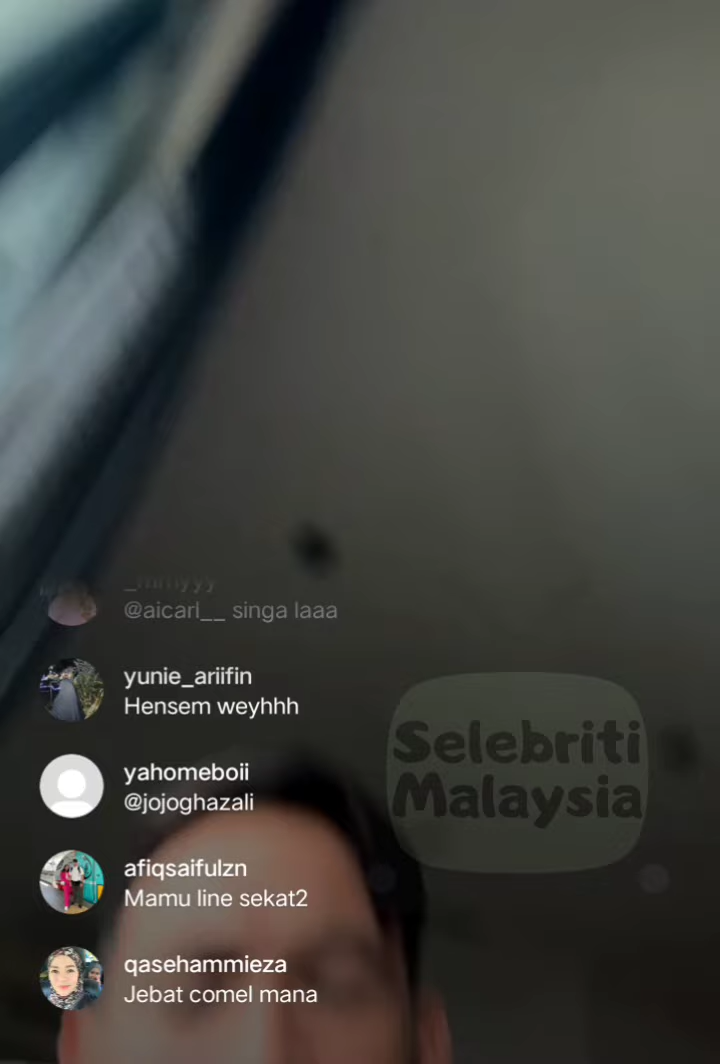 @aicarl__ singa laaa
yunie_ariifin
Hensem weyhhh
yahomeboii
@jojoghazali
afiqsaifulzn
Mamu line sekat2
qasehammieza
Jebat comel mana
Selebriti
Malaysia